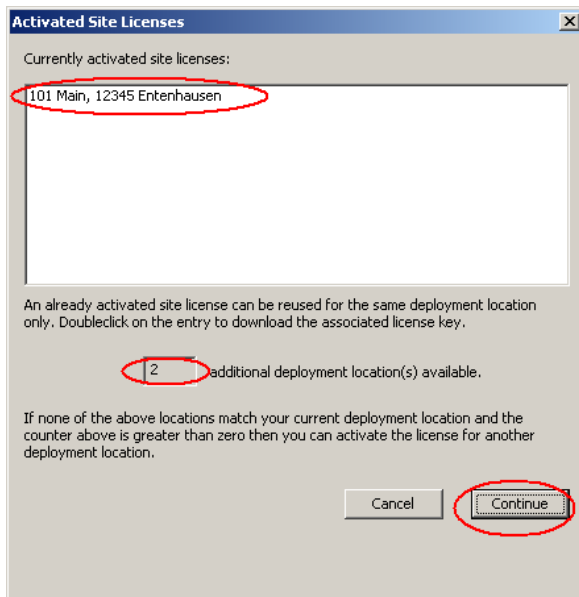 Activated Site Licenses
Currently activated site licenses:
101 Main, 12345 Entenhausen
An already activated site license can be reused for the same deployment location
only. Doubleclick on the entry to download the associated license key.
2 additional deployment location(s) available.
If none of the above locations match your current deployment location and the
counter above is greater than zero then you can activate the license for another
deployment location.
Cancel Continue